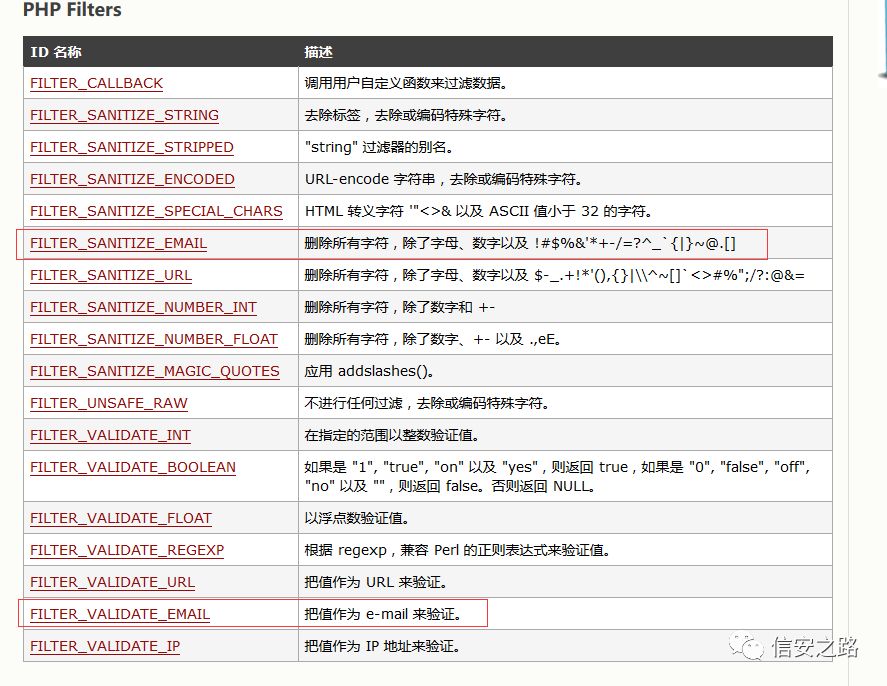 PHP Filters
ID 名称 描述
FILTER_CALLBACK 调用用户自定义函数来过滤数据。
FILTER_SANITIZE_STRING 去除标签，去除或编码特殊字符。
FILTER_SANITIZE_STRIPPED "string" 过滤器的别名。
FILTER_SANITIZE_ENCODED URL-encode 字符串，去除或编码特殊字符。
FILTER_SANITIZE_SPECIAL_CHARS HTML 转义字符 '"<>& 以及 ASCII 值小于 32 的字符。
FILTER_SANITIZE_EMAIL 删除所有字符，除了字母、数字以及 !#$%&'*+-/=?^_`{|}~@.[]
FILTER_SANITIZE_URL 删除所有字符，除了字母、数字以及 $-_.+!*'(),{}|\\^~[]`<>#%";/?:@&=
FILTER_SANITIZE_NUMBER_INT 删除所有字符，除了数字和 +-
FILTER_SANITIZE_NUMBER_FLOAT 删除所有字符，除了数字、+- 以及 .,eE。
FILTER_SANITIZE_MAGIC_QUOTES 应用 addslashes()。
FILTER_UNSAFE_RAW 不进行任何过滤，去除或编码特殊字符。
FILTER_VALIDATE_INT 在指定的范围以整数验证值。
FILTER_VALIDATE_BOOLEAN 如果是 "1", "true", "on" 以及 "yes"，则返回 true，如果是 "0", "false", "off",
"no" 以及 ""，则返回 false。否则返回 NULL。
FILTER_VALIDATE_FLOAT 以浮点数验证值。
FILTER_VALIDATE_REGEXP 根据 regexp，兼容 Perl 的正则表达式来验证值。
FILTER_VALIDATE_URL 把值作为 URL 来验证。
FILTER_VALIDATE_EMAIL 把值作为 e-mail 来验证。
FILTER_VALIDATE_IP 把值作为 IP 地址来验证。
信安之路